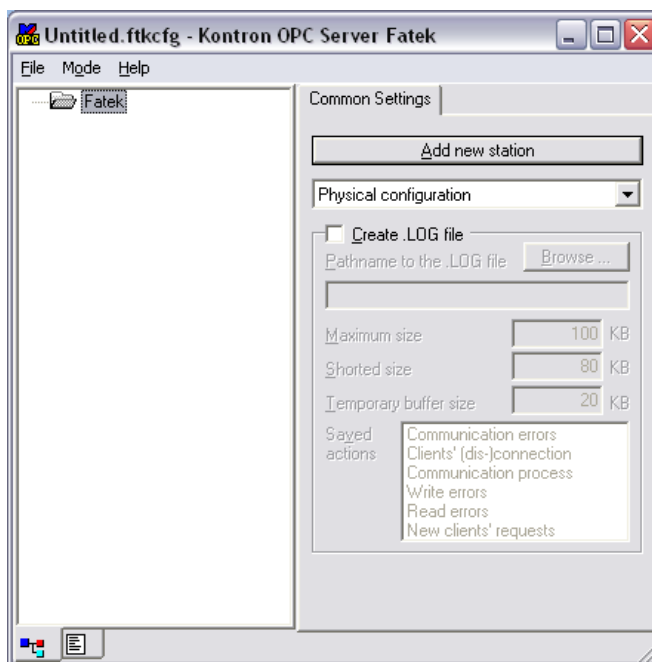 OPC Untitled.ftkcfg - Kontron OPC Server Fatek
File Mode Help
Fatek
Common Settings
Add new station
Physical configuration
Create .LOG file
Pathname to the .LOG file Browse ...
Maximum size 100 KB
Shorted size 80 KB
Temporary buffer size 20 KB
Saved actions
Communication errors
Clients' (dis-)connection
Communication process
Write errors
Read errors
New clients' requests